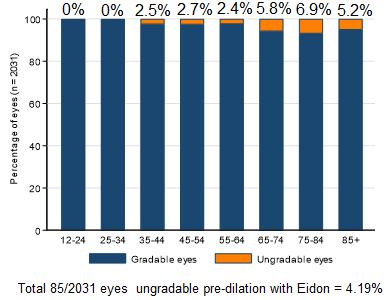 0% 0% 2.5% 2.7% 2.4% 5.8% 6.9% 5.2%
Percentage of eyes (n = 2031)
100
80
60
40
20
0
12-24 25-34 35-44 45-54 55-64 65-74 75-84 85+
Gradable eyes Ungradable eyes
Total 85/2031 eyes ungradable pre-dilation with Eidon = 4.19%